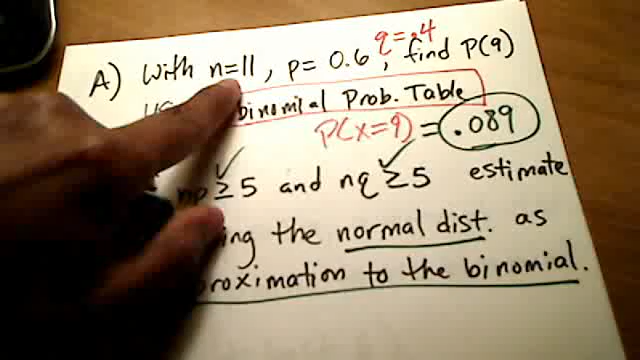 q=.4
A) With n=11, p= 0.6, find P(9)
binomial Prob. Table
P(x=9) = .089
np ≥ 5 and nq ≥ 5 estimate
the normal dist. as
to the binomial.